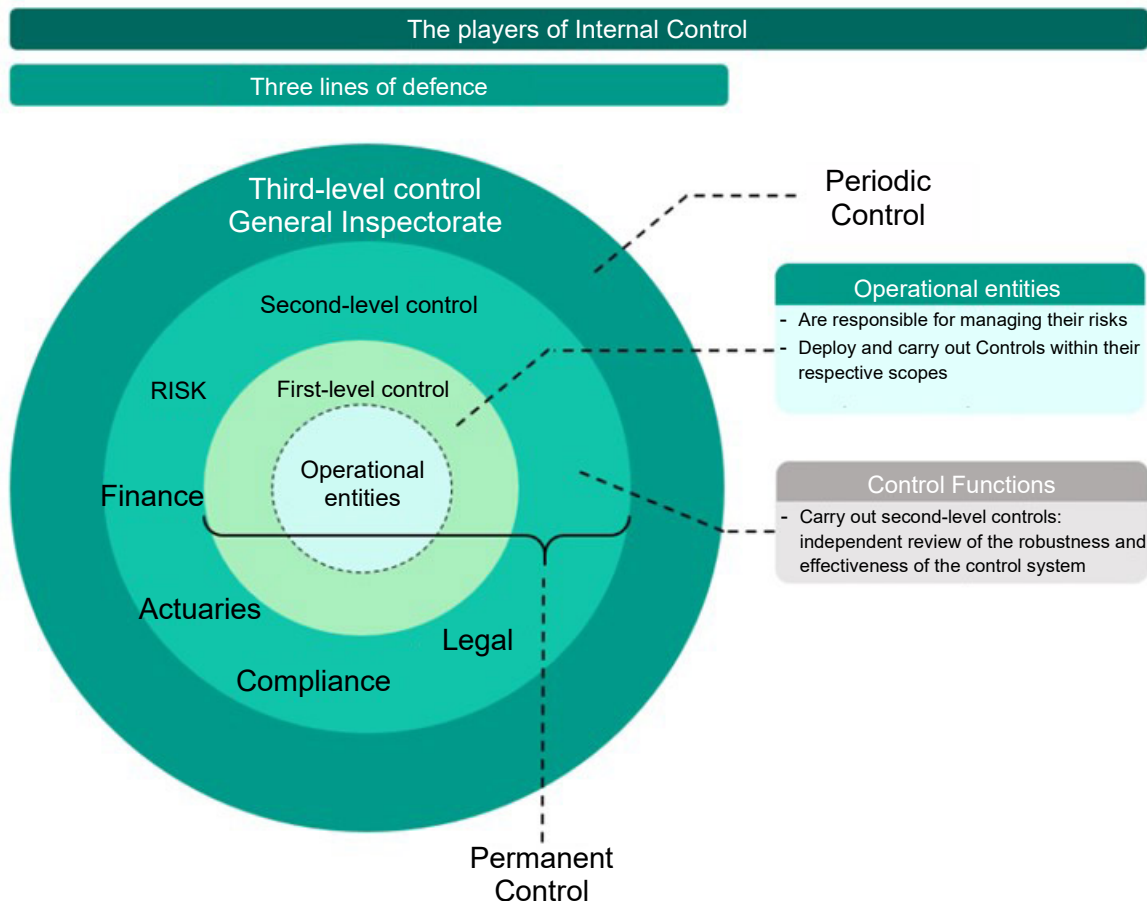 The players of Internal Control
Three lines of defence
Third-level control
General Inspectorate
Periodic
Control
Second-level control
Operational entities
- Are responsible for managing their risks
- Deploy and carry out Controls within their
respective scopes
RISK
First-level control
Operational
entities
Finance
Control Functions
- Carry out second-level controls:
independent review of the robustness and
effectiveness of the control system
Actuaries
Legal
Compliance
Permanent
Control